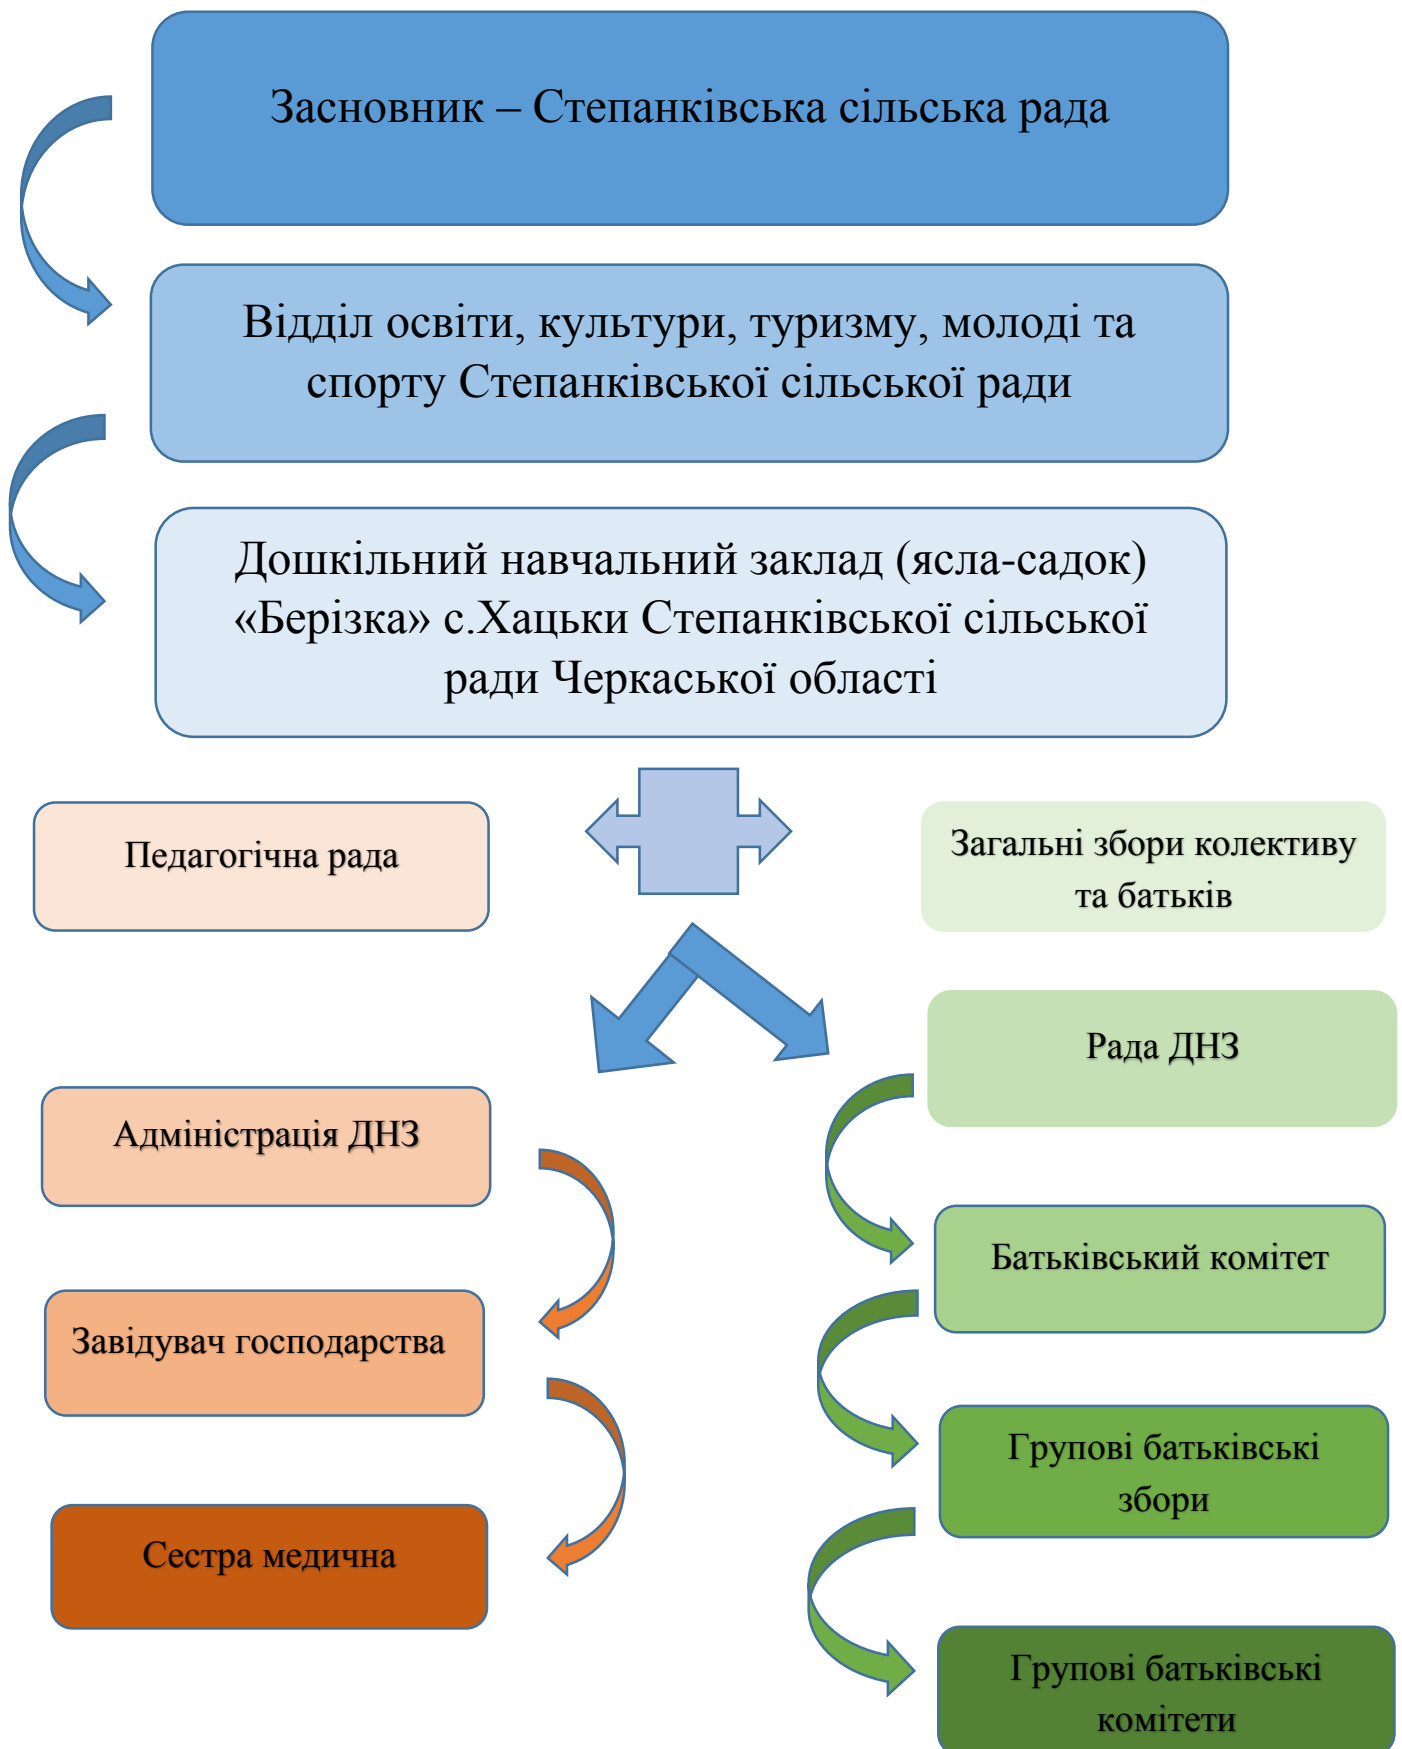 Засновник – Степанківська сільська рада
Відділ освіти, культури, туризму, молоді та
спорту Степанківської сільської ради
Дошкільний навчальний заклад (ясла-садок)
«Берізка» с.Хацьки Степанківської сільської
ради Черкаської області
Педагогічна рада
Загальні збори колективу
та батьків
Рада ДНЗ
Адміністрація ДНЗ
Батьківський комітет
Завідувач господарства
Групові батьківські
збори
Сестра медична
Групові батьківські
комітети